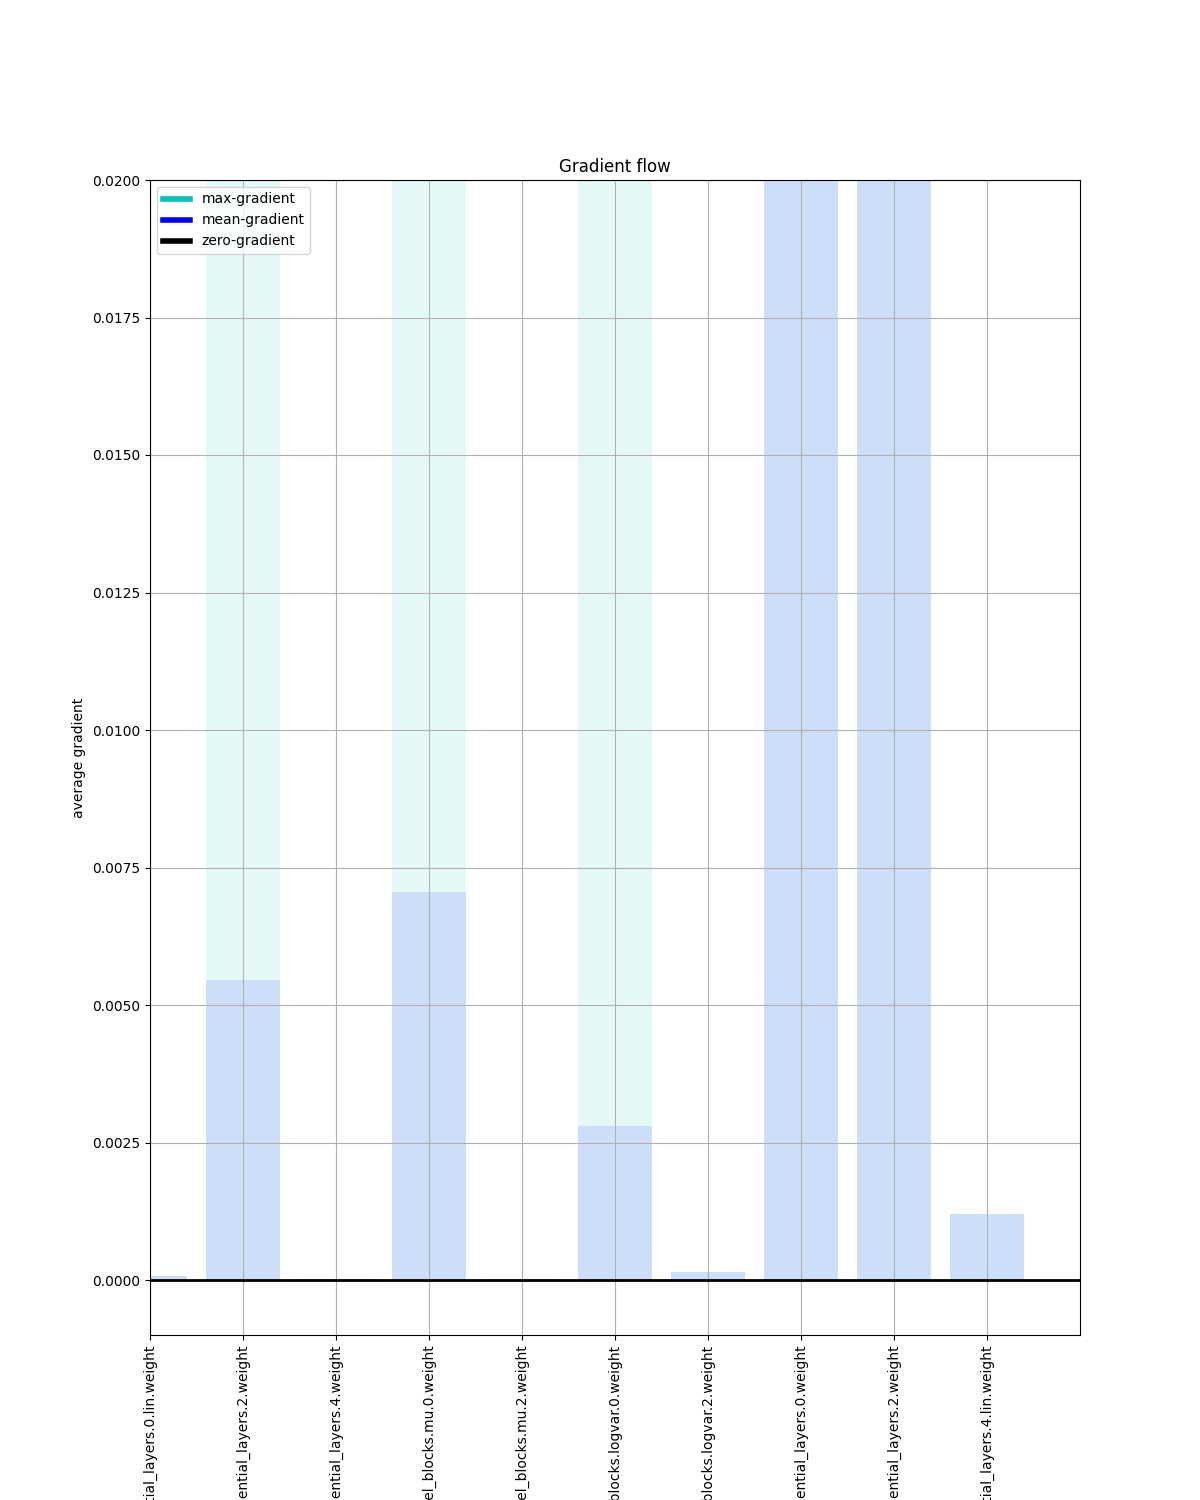 Gradient flow
max-gradient
mean-gradient
zero-gradient
0.0200
0.0175
0.0150
0.0125
0.0100
0.0075
0.0050
0.0025
0.0000
average gradient
tial_layers.0.lin.weight
ential_layers.2.weight
ential_layers.4.weight
el_blocks.mu.0.weight
el_blocks.mu.2.weight
blocks.logvar.0.weight
blocks.logvar.2.weight
ential_layers.0.weight
ential_layers.2.weight
tial_layers.4.lin.weight